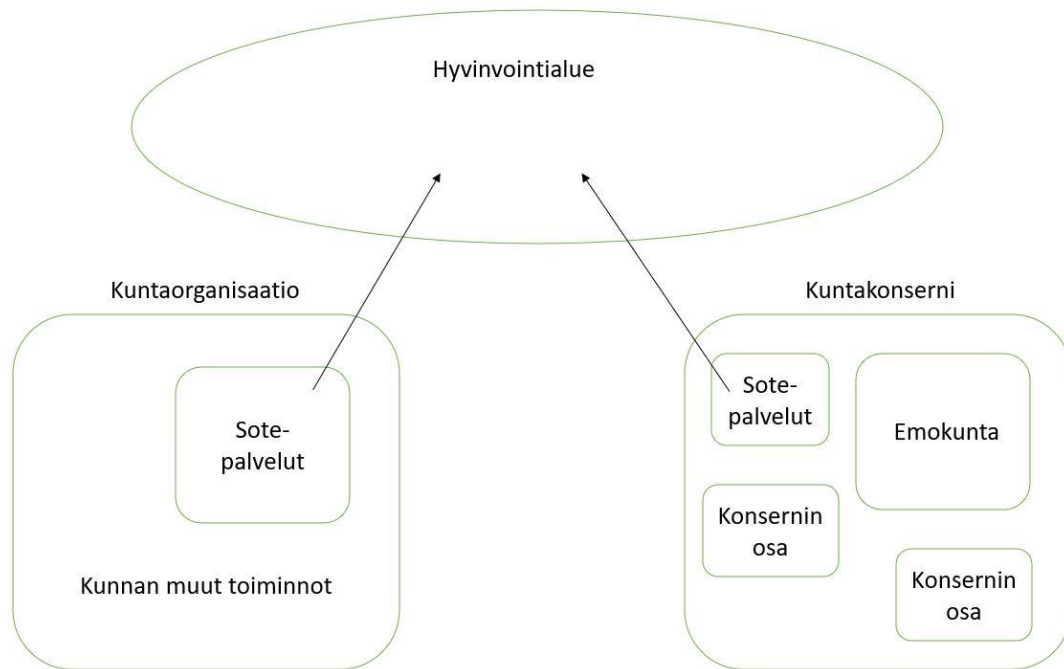 Hyvinvointialue
Kuntaorganisaatio
Sote-
palvelut
Kunnan muut toiminnot
Kuntakonserni
Sote-
palvelut
Emokunta
Konsernin
osa
Konsernin
osa